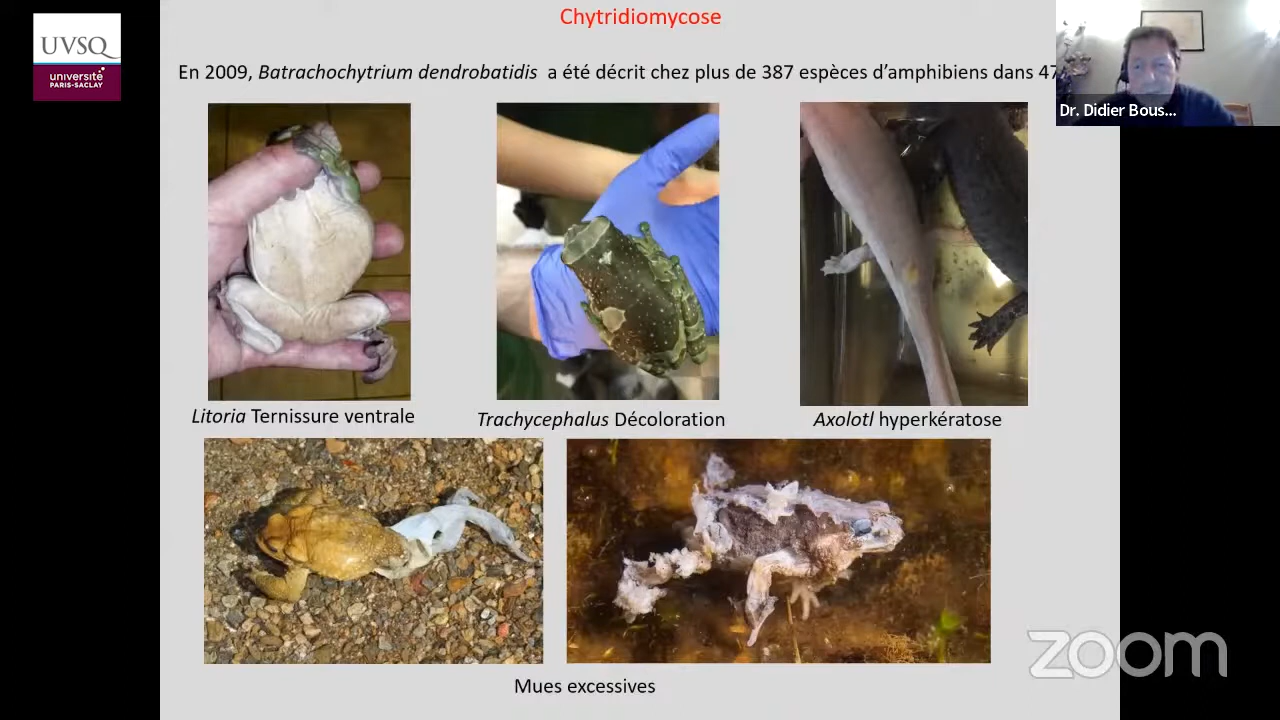 Chytridiomycose
UVSQ
université
PARIS-SACLAY
En 2009, Batrachochytrium dendrobatidis a été décrit chez plus de 387 espèces d’amphibiens dans 47
Dr. Didier Bous...
Litoria Ternissure ventrale
Trachycephalus Décoloration
Axolotl hyperkératose
Mues excessives
zoom